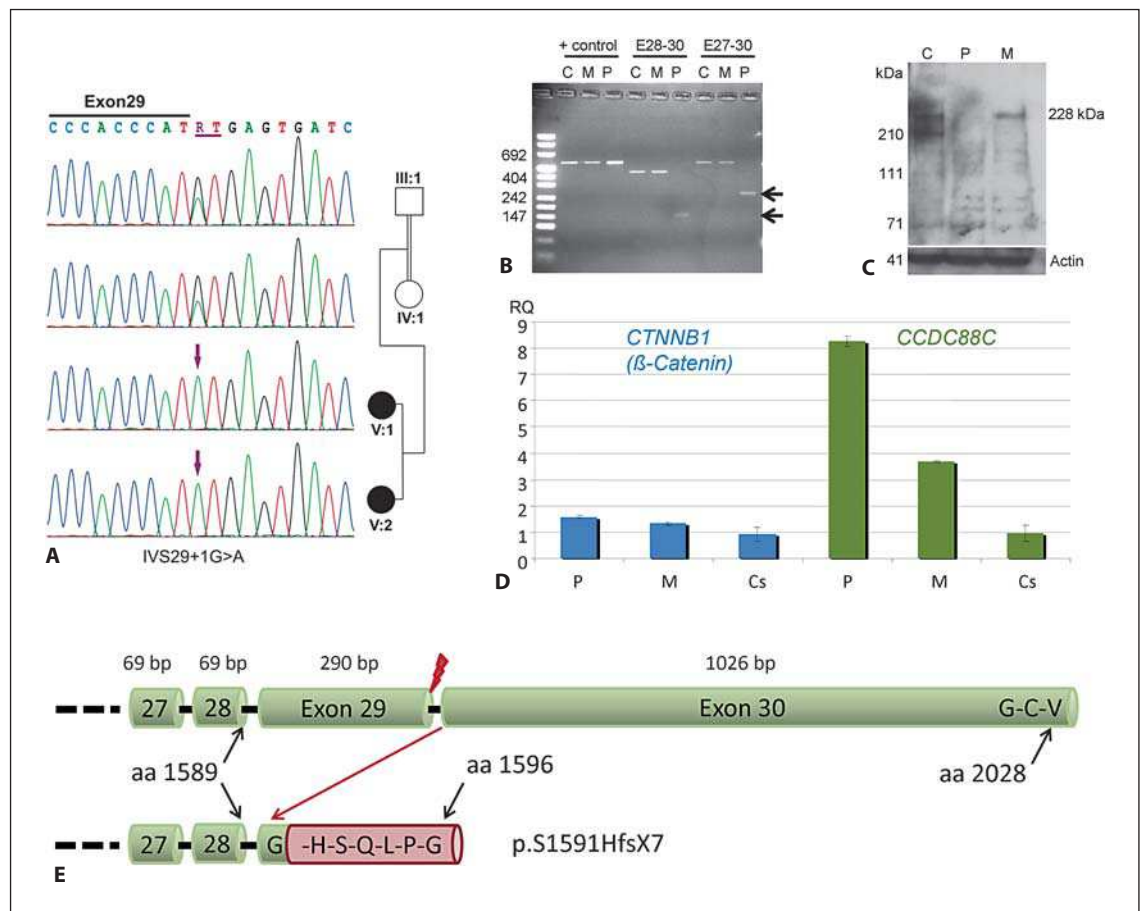 Exon29
C C C A C C C A T R T G A G T G A T C
III:1
IV:1
V:1
V:2
A
IVS29+1G>A
+ control E28-30 E27-30
C M P C M P C M P
692
404
242
147
B
C P M
kDa
210
111
71
41
228 kDa
Actin
C
RQ
9
8
7
6
5
4
3
2
1
0
CTNNB1
(ß-Catenin)
CCDC88C
P M Cs P M Cs
D
69 bp 69 bp 290 bp 1026 bp
27 28 Exon 29 Exon 30 G-C-V
aa 1589 aa 1596 aa 2028
27 28 G -H-S-Q-L-P-G p.S1591HfsX7
E